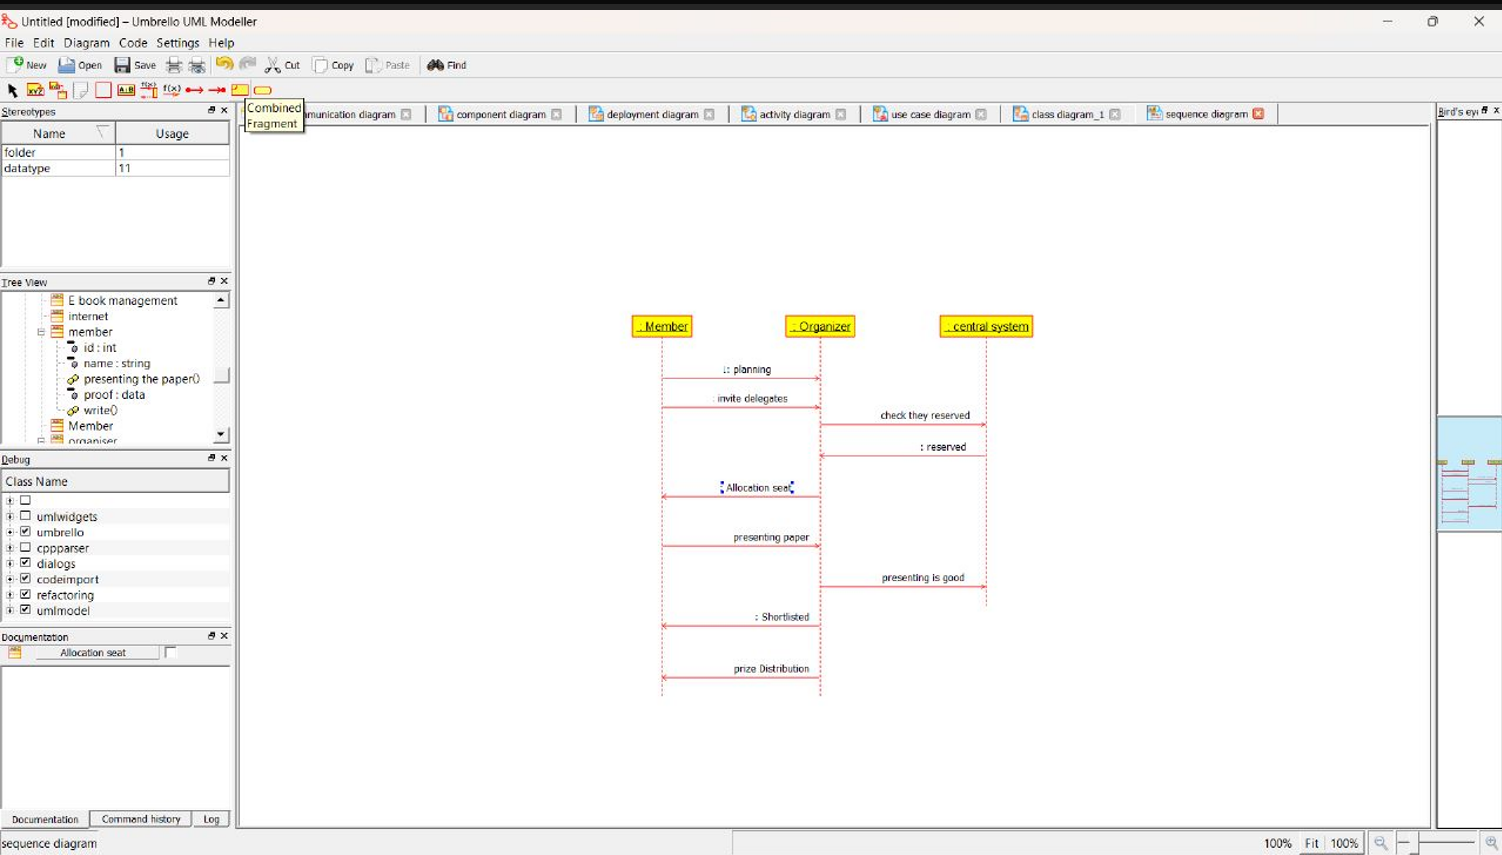 Untitled [modified] – Umbrello UML Modeller
File Edit Diagram Code Settings Help
New Open Save Cut Copy Paste Find
Combined
Fragment
munication diagram component diagram deployment diagram activity diagram use case diagram class diagram_1 sequence diagram
Stereotypes
Name Usage
folder 1
datatype 11
Tree View
E book management
internet
member
id : int
name : string
presenting the paper()
proof : data
write()
Member
organiser
Debug
Class Name
umlwidgets
umbrello
cppparser
dialogs
codeimport
refactoring
umlmodel
Documentation
Allocation seat
Documentation Command history Log
sequence diagram
: Member : Organizer : central system
: planning
invite delegates
check they reserved
: reserved
: Allocation seat
presenting paper
presenting is good
: Shortlisted
prize Distribution
Bird's eye
100% Fit 100%